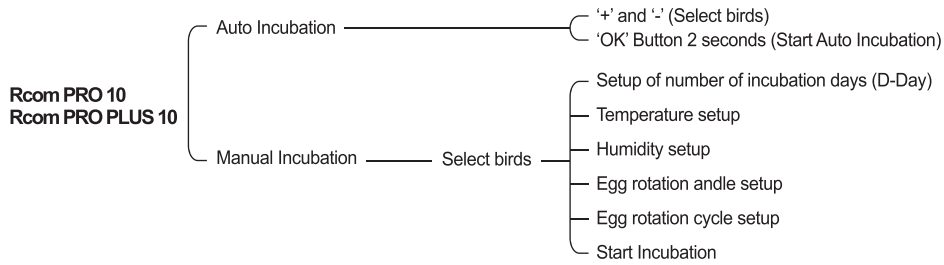 Auto Incubation
'+' and '-' (Select birds)
'OK' Button 2 seconds (Start Auto Incubation)
Rcom PRO 10
Rcom PRO PLUS 10
Manual Incubation
Select birds
Setup of number of incubation days (D-Day)
Temperature setup
Humidity setup
Egg rotation andle setup
Egg rotation cycle setup
Start Incubation